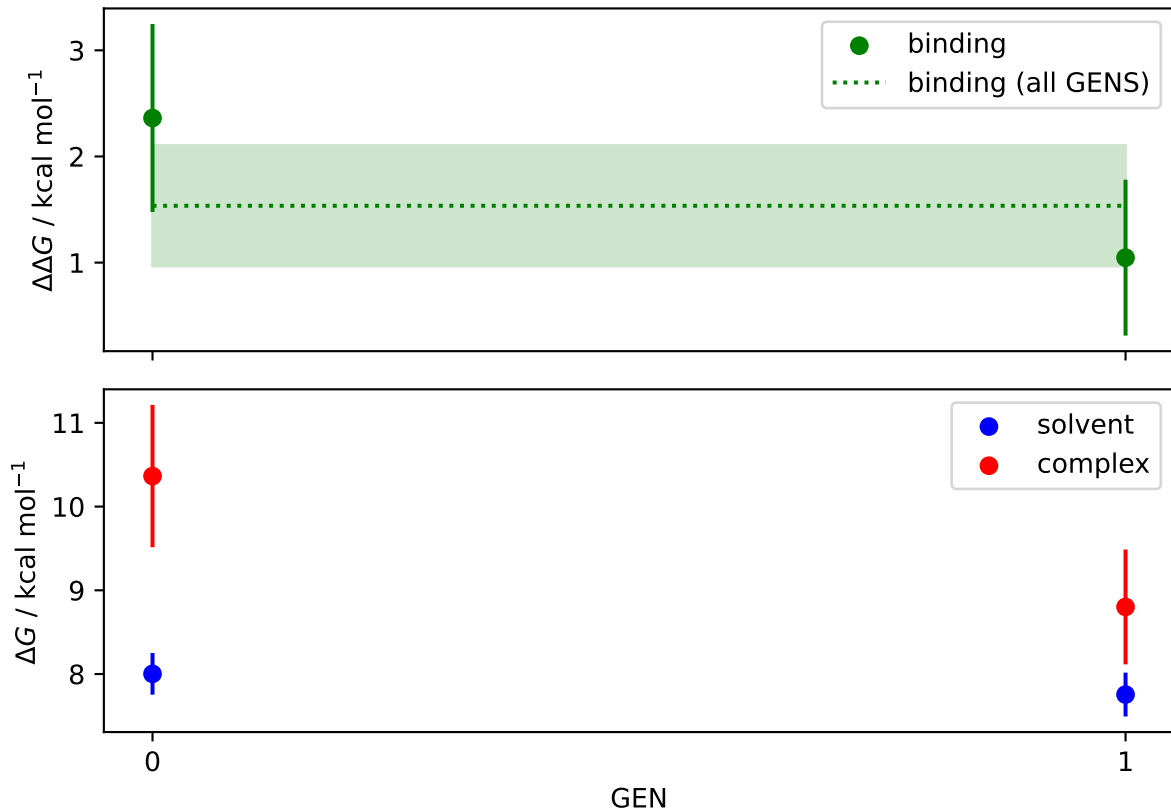 3
2
1
ΔΔG / kcal mol⁻¹
binding
binding (all GENS)
11
10
9
8
ΔG / kcal mol⁻¹
solvent
complex
0
1
GEN